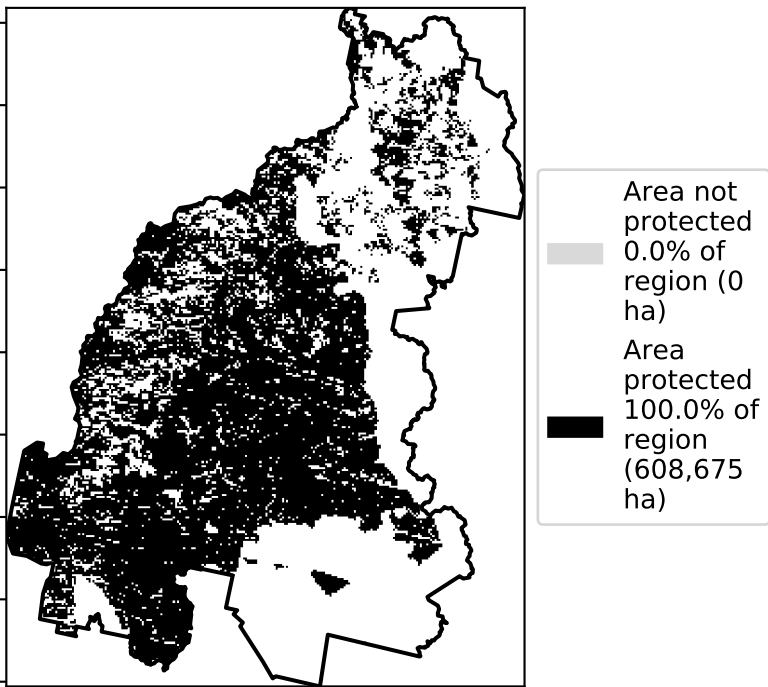 Area not
protected
0.0% of
region (0
ha)
Area
protected
100.0% of
region
(608,675
ha)